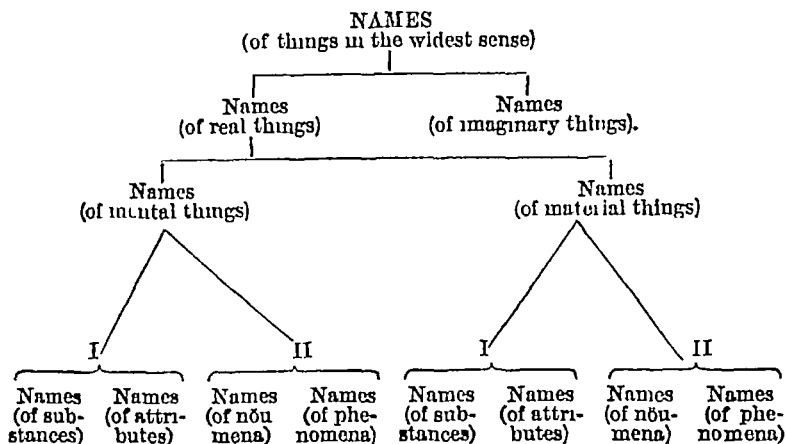 NAMES
(of things in the widest sense)
Names Names
(of real things) (of imaginary things).
Names Names
(of mental things) (of material things)
I II I II
Names Names Names Names Names Names Names Names
(of sub- (of attri- (of nöu (of phe- (of sub- (of attri- (of nöu- (of phe-
stances) butes) mena) nomena) stances) butes) mena) nomena)